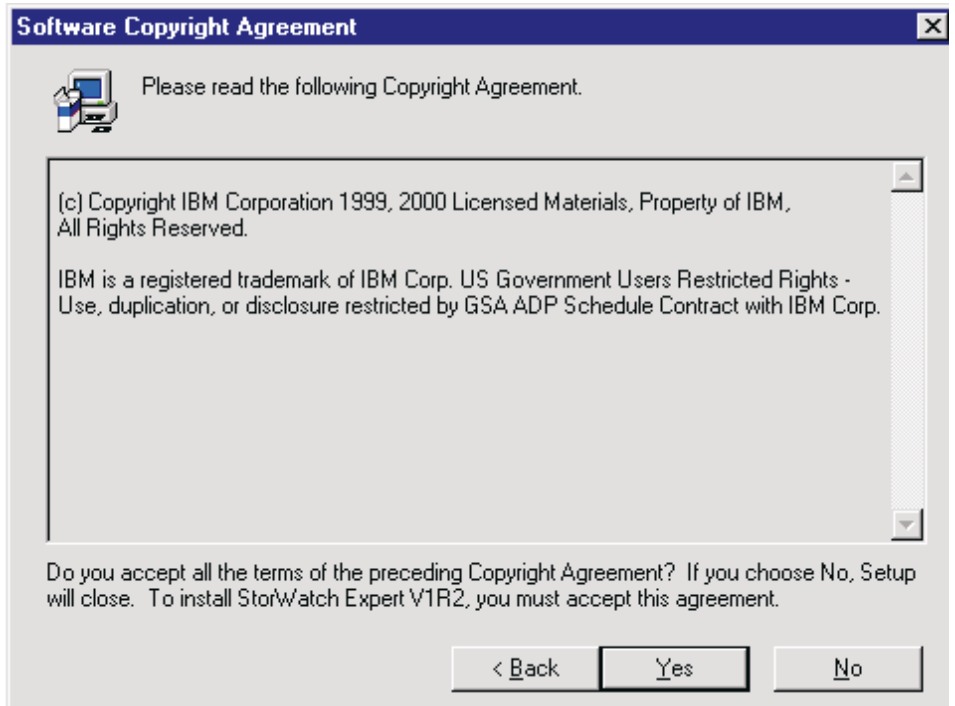 Software Copyright Agreement
Please read the following Copyright Agreement.
(c) Copyright IBM Corporation 1999, 2000 Licensed Materials, Property of IBM,
All Rights Reserved.
IBM is a registered trademark of IBM Corp. US Government Users Restricted Rights -
Use, duplication, or disclosure restricted by GSA ADP Schedule Contract with IBM Corp.
Do you accept all the terms of the preceding Copyright Agreement?  If you choose No, Setup
will close.  To install StorWatch Expert V1R2, you must accept this agreement.
< Back
Yes
No